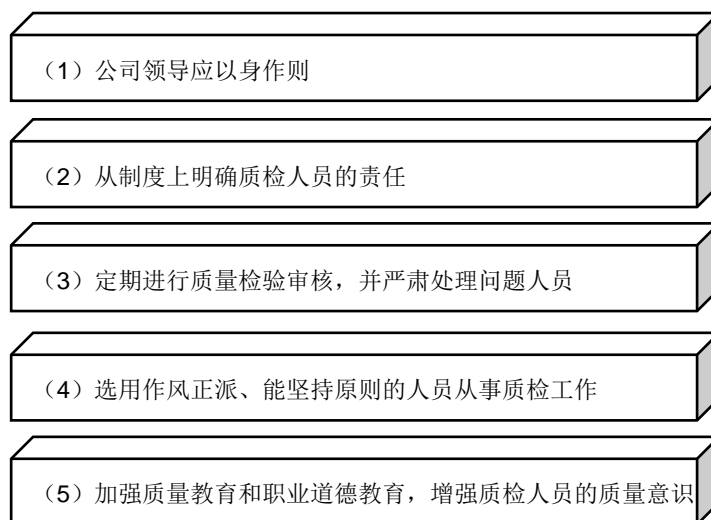 （1）公司领导应以身作则
（2）从制度上明确质检人员的责任
（3）定期进行质量检验审核，并严肃处理问题人员
（4）选用作风正派、能坚持原则的人员从事质检工作
（5）加强质量教育和职业道德教育，增强质检人员的质量意识